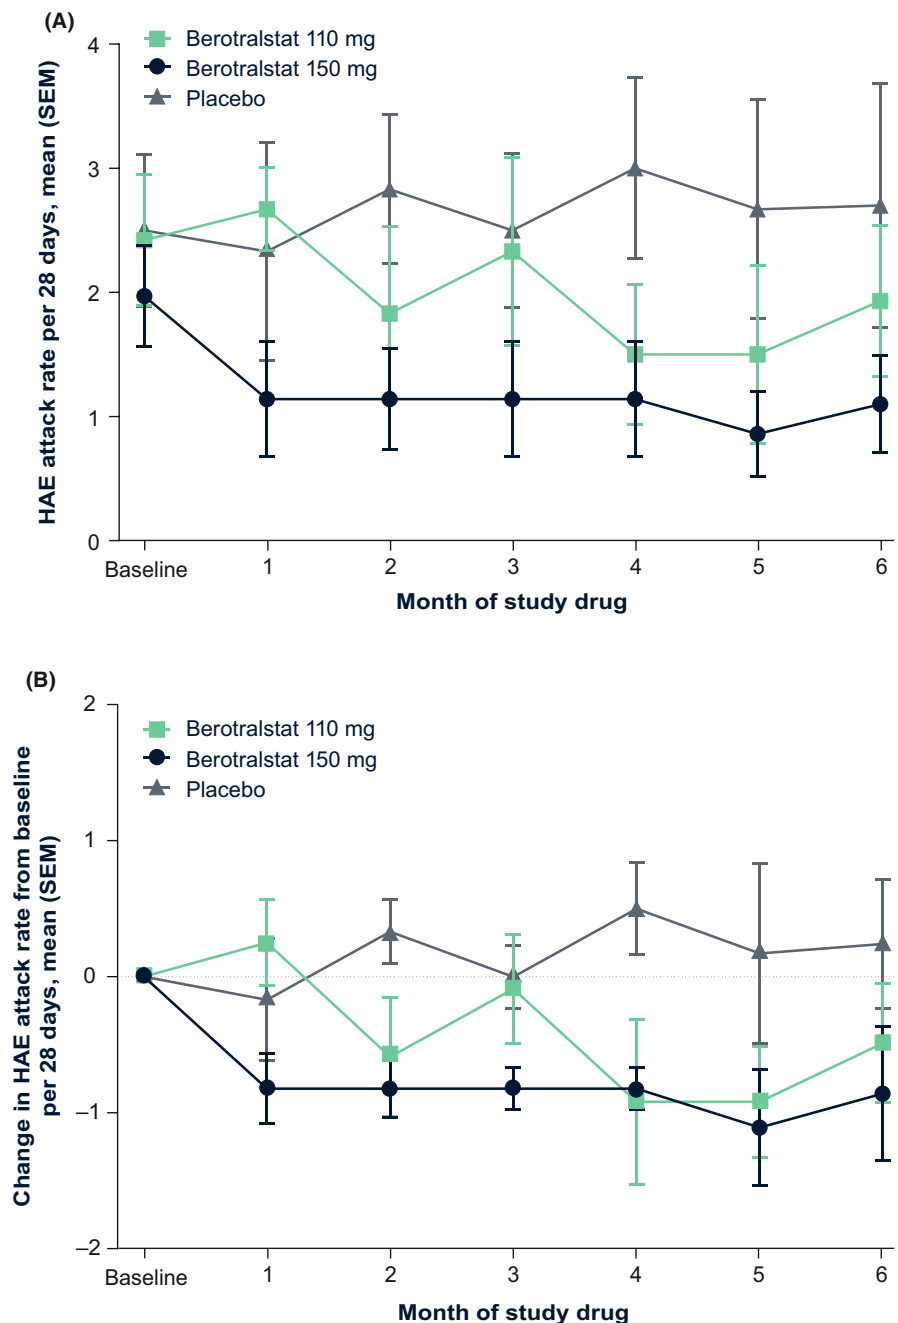 (A)
Berotralstat 110 mg
Berotralstat 150 mg
Placebo
HAE attack rate per 28 days, mean (SEM)
4
3
2
1
0
Baseline
1
2
3
4
5
6
Month of study drug
(B)
Berotralstat 110 mg
Berotralstat 150 mg
Placebo
Change in HAE attack rate from baseline
per 28 days, mean (SEM)
2
1
0
–1
–2
Baseline
1
2
3
4
5
6
Month of study drug